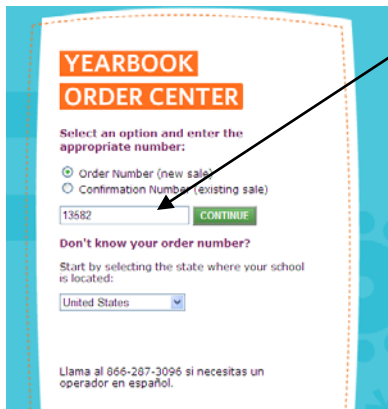 YEARBOOK
ORDER CENTER
Select an option and enter the
appropriate number:
Order Number (new sale)
Confirmation Number (existing sale)
13582 CONTINUE
Don't know your order number?
Start by selecting the state where your school
is located:
United States
Llama al 866-287-3096 si necesitas un
operador en español.